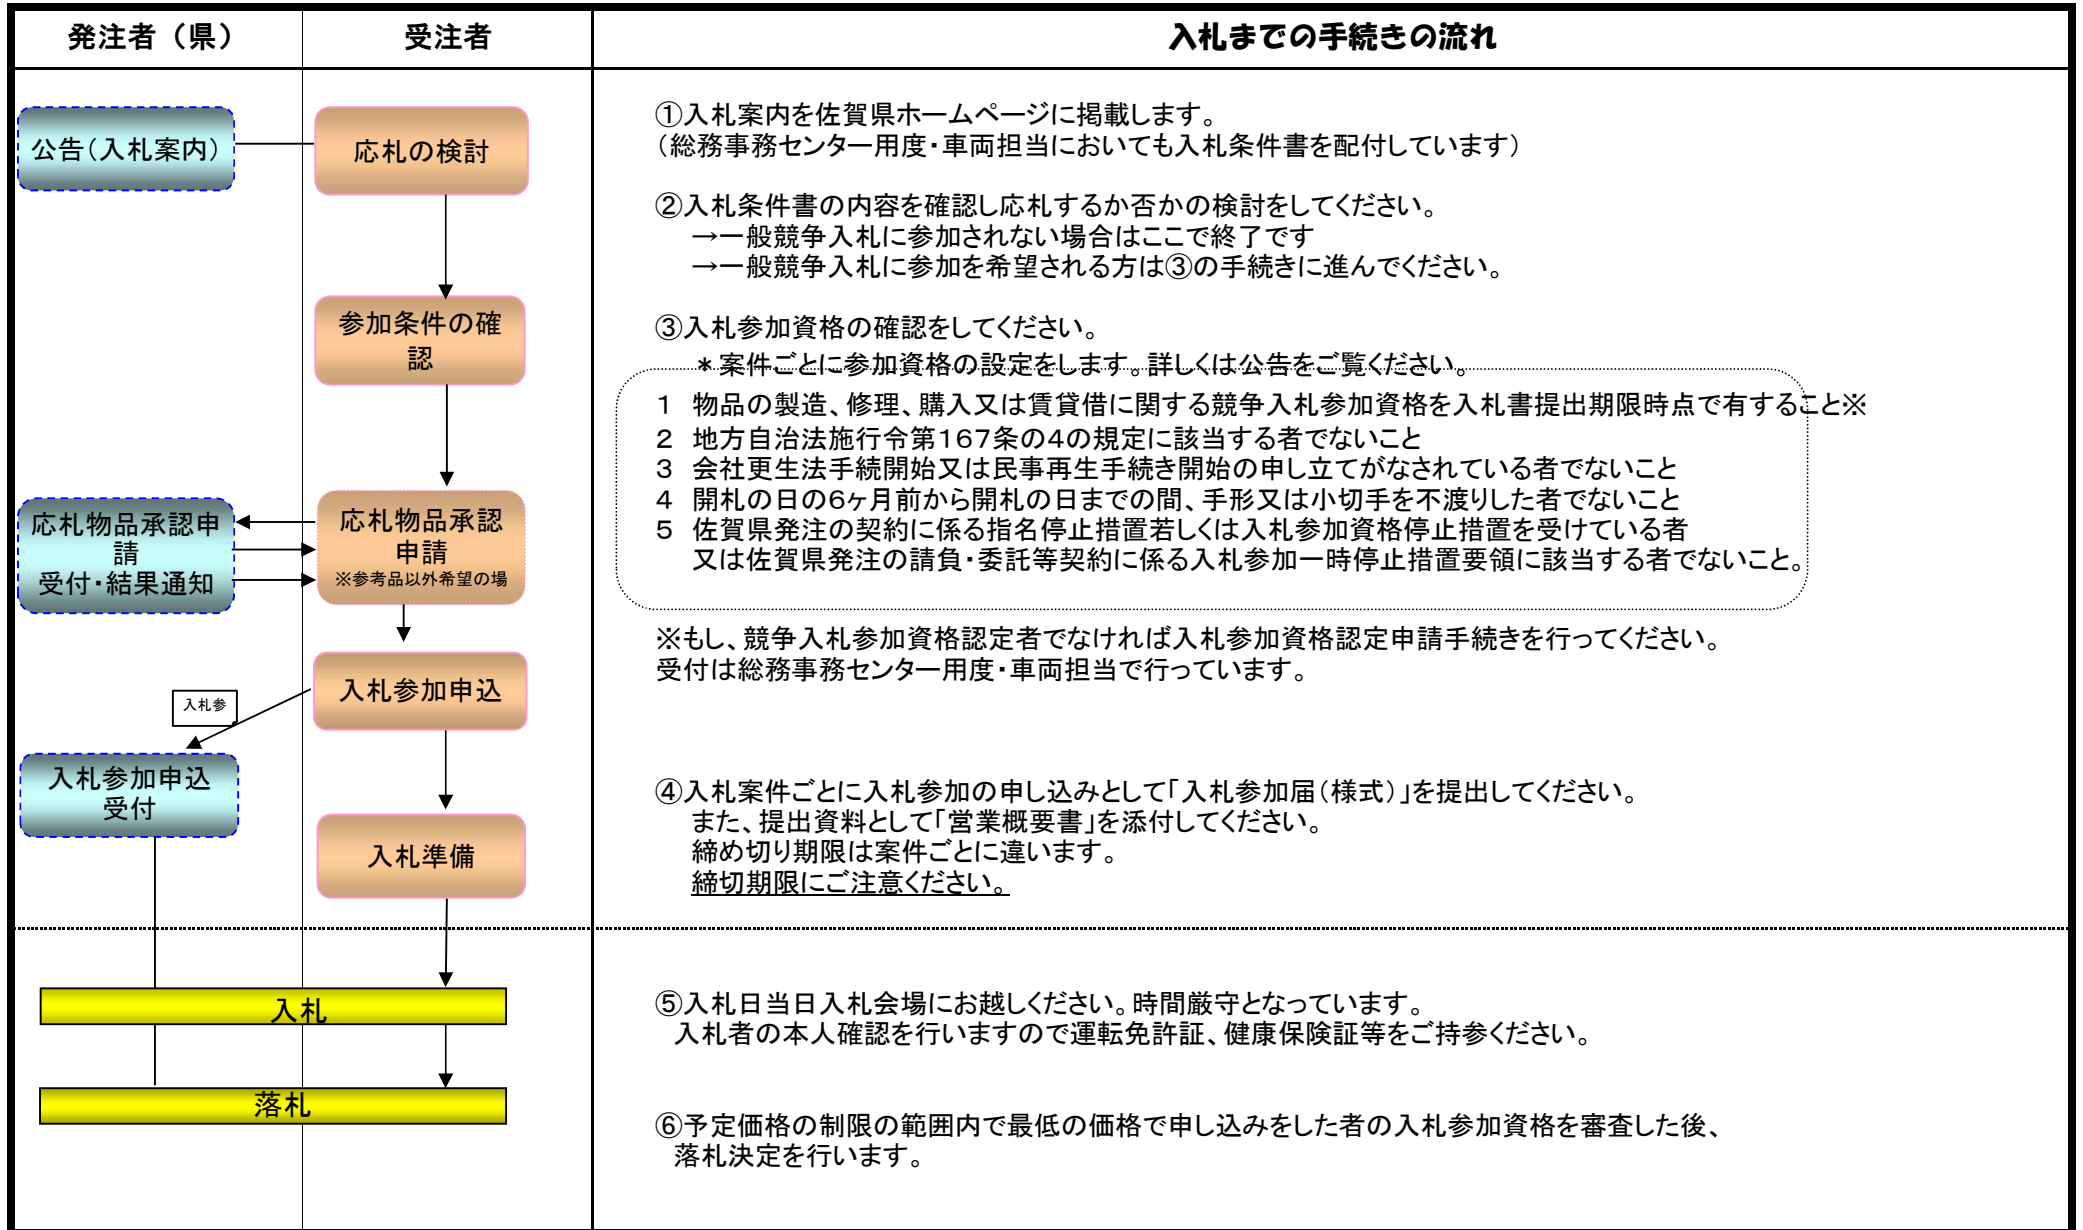 発注者（県）
受注者
入札までの手続きの流れ
公告（入札案内）
応札の検討
①入札案内を佐賀県ホームページに掲載します。
（総務事務センター用度・車両担当においても入札条件書を配付しています）
②入札条件書の内容を確認し応札するか否かの検討をしてください。
→一般競争入札に参加されない場合はここで終了です
→一般競争入札に参加を希望される方は③の手続きに進んでください。
参加条件の確
認
③入札参加資格の確認をしてください。
＊案件ごとに参加資格の設定をします。詳しくは公告をご覧ください。
１　物品の製造、修理、購入又は賃貸借に関する競争入札参加資格を入札書提出期限時点で有すること※
２　地方自治法施行令第１６７条の４の規定に該当する者でないこと
３　会社更生法手続開始又は民事再生手続き開始の申し立てがなされている者でないこと
４　開札の日の６ヶ月前から開札の日までの間、手形又は小切手を不渡りした者でないこと
５　佐賀県発注の契約に係る指名停止措置若しくは入札参加資格停止措置を受けている者
又は佐賀県発注の請負・委託等契約に係る入札参加一時停止措置要領に該当する者でないこと。
応札物品承認申
請
受付・結果通知
応札物品承認
申請
※参考品以外希望の場
※もし、競争入札参加資格認定者でなければ入札参加資格認定申請手続きを行ってください。
受付は総務事務センター用度・車両担当で行っています。
入札参加申込
入札参
入札参加申込
受付
入札準備
④入札案件ごとに入札参加の申し込みとして「入札参加届（様式）」を提出してください。
また、提出資料として「営業概要書」を添付してください。
締め切り期限は案件ごとに違います。
締切期限にご注意ください。
入札
⑤入札日当日入札会場にお越しください。時間厳守となっています。
入札者の本人確認を行いますので運転免許証、健康保険証等をご持参ください。
落札
⑥予定価格の制限の範囲内で最低の価格で申し込みをした者の入札参加資格を審査した後、
落札決定を行います。